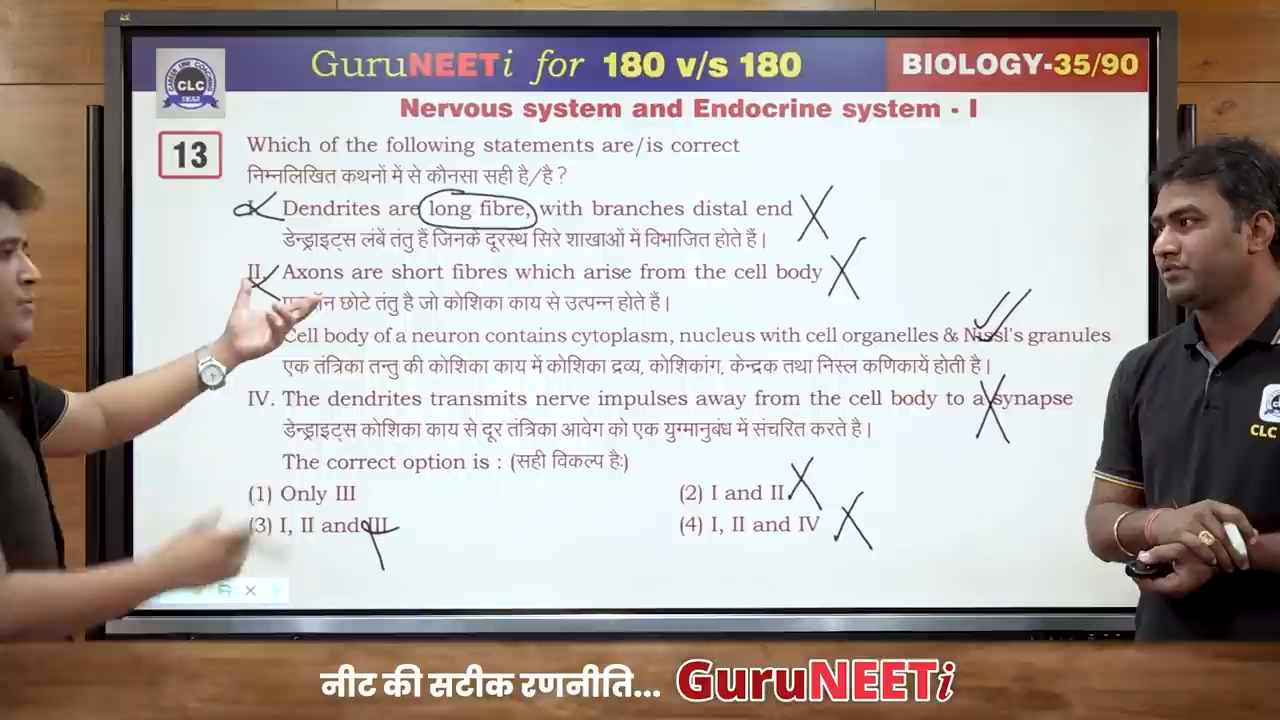 GuruNEETi for 180 v/s 180
BIOLOGY-35/90
CLC
Nervous system and Endocrine system - I
13
Which of the following statements are/is correct
निम्नलिखित कथनों में से कौनसा सही है/है ?
Dendrites are long fibre, with branches distal end
डेन्ड्राइट्स लंबें तंतु हैं जिनके दूरस्थ सिरे शाखाओं में विभाजित होते हैं।
II. Axons are short fibres which arise from the cell body
छोटे तंतु है जो कोशिका काय से उत्पन्न होते हैं।
Cell body of a neuron contains cytoplasm, nucleus with cell organelles & Nissl's granules
एक तंत्रिका तन्तु की कोशिका काय में कोशिका द्रव्य, कोशिकांग, केन्द्रक तथा निस्ल कणिकायें होती है।
IV. The dendrites transmits nerve impulses away from the cell body to a synapse
डेन्ड्राइट्स कोशिका काय से दूर तंत्रिका आवेग को एक युग्मानुबंध में संचरित करते है।
The correct option is : (सही विकल्प है:)
(1) Only III
(2) I and II
(3) I, II and III
(4) I, II and IV
CLC
नीट की सटीक रणनीति... GuruNEETi